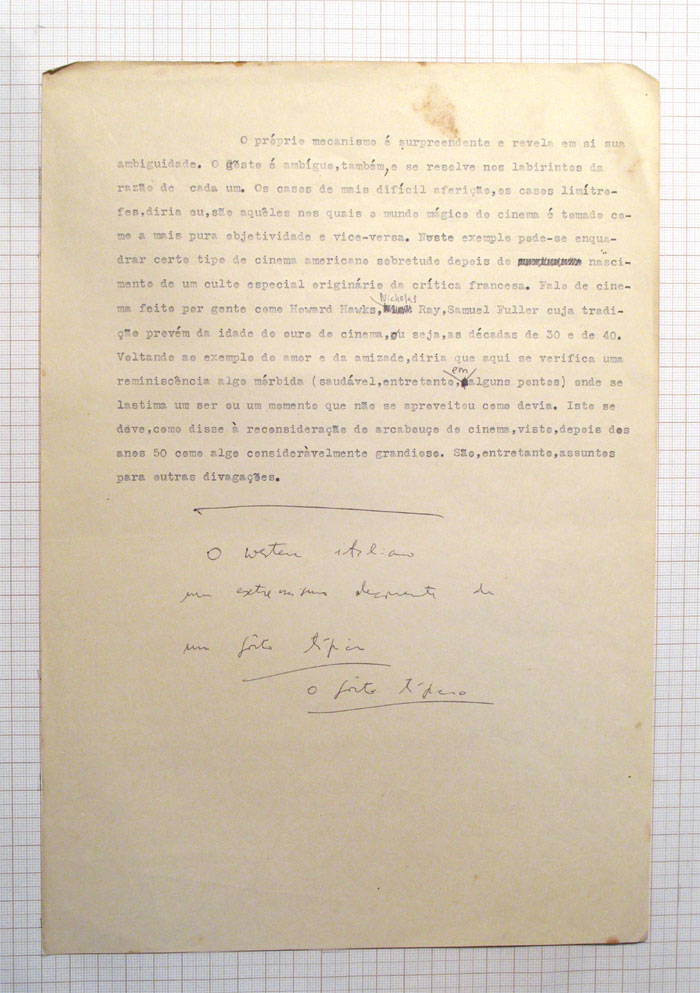 O próprio mecanismo é surpreendente e revela em si sua
ambiguidade. O gôsto é ambíguo,também,e se resolve nos labirintos da
razão de cada um. Os casos de mais difícil aferição,os casos limítro-
fes,diria eu,são aquêles nos quais o mundo mágico do cinema é tomado co-
mo a mais pura objetividade e vice-versa. Neste exemplo pode-se enqua-
drar certo tipo de cinema americano sobretudo depois do nasci-
mento de um culto especial originário da crítica francesa. Falo de cine-
ma feito por gente como Howard Hawks, Nicholas Ray, Samuel Fuller cuja tradi-
ção provém da idade de ouro do cinema,ou seja,as décadas de 30 e de 40.
Voltando ao exemplo do amor e da amizade,diria que aqui se verifica uma
reminiscência algo mórbida (saudável,entretanto, em alguns pontos) onde se
lastima um ser ou um momento que não se aproveitou como devia. Isto se
deve,como disse à reconsideração do arcabouço do cinema,visto,depois dos
anos 50 como algo consideràvelmente grandioso. São,entretanto,assuntos
para outras divagações.
O western italiano
um extremismo decorrente de
um gôsto típico
o gôsto típico